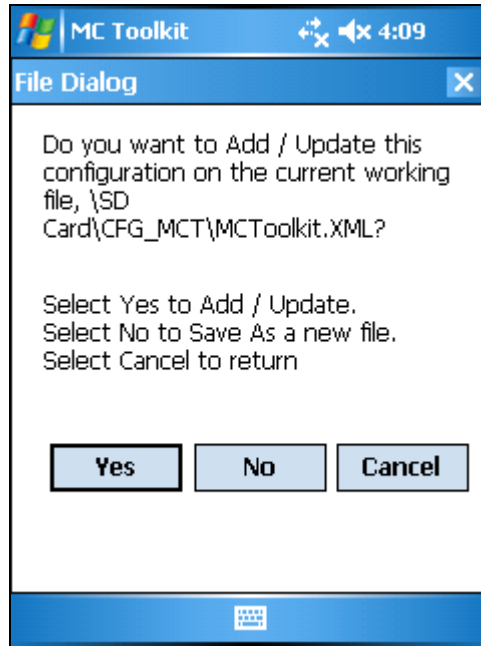 MC Toolkit 4:09
File Dialog
Do you want to Add / Update this
configuration on the current working
file, \SD
Card\CFG_MCT\MCToolkit.XML?
Select Yes to Add / Update.
Select No to Save As a new file.
Select Cancel to return
Yes No Cancel